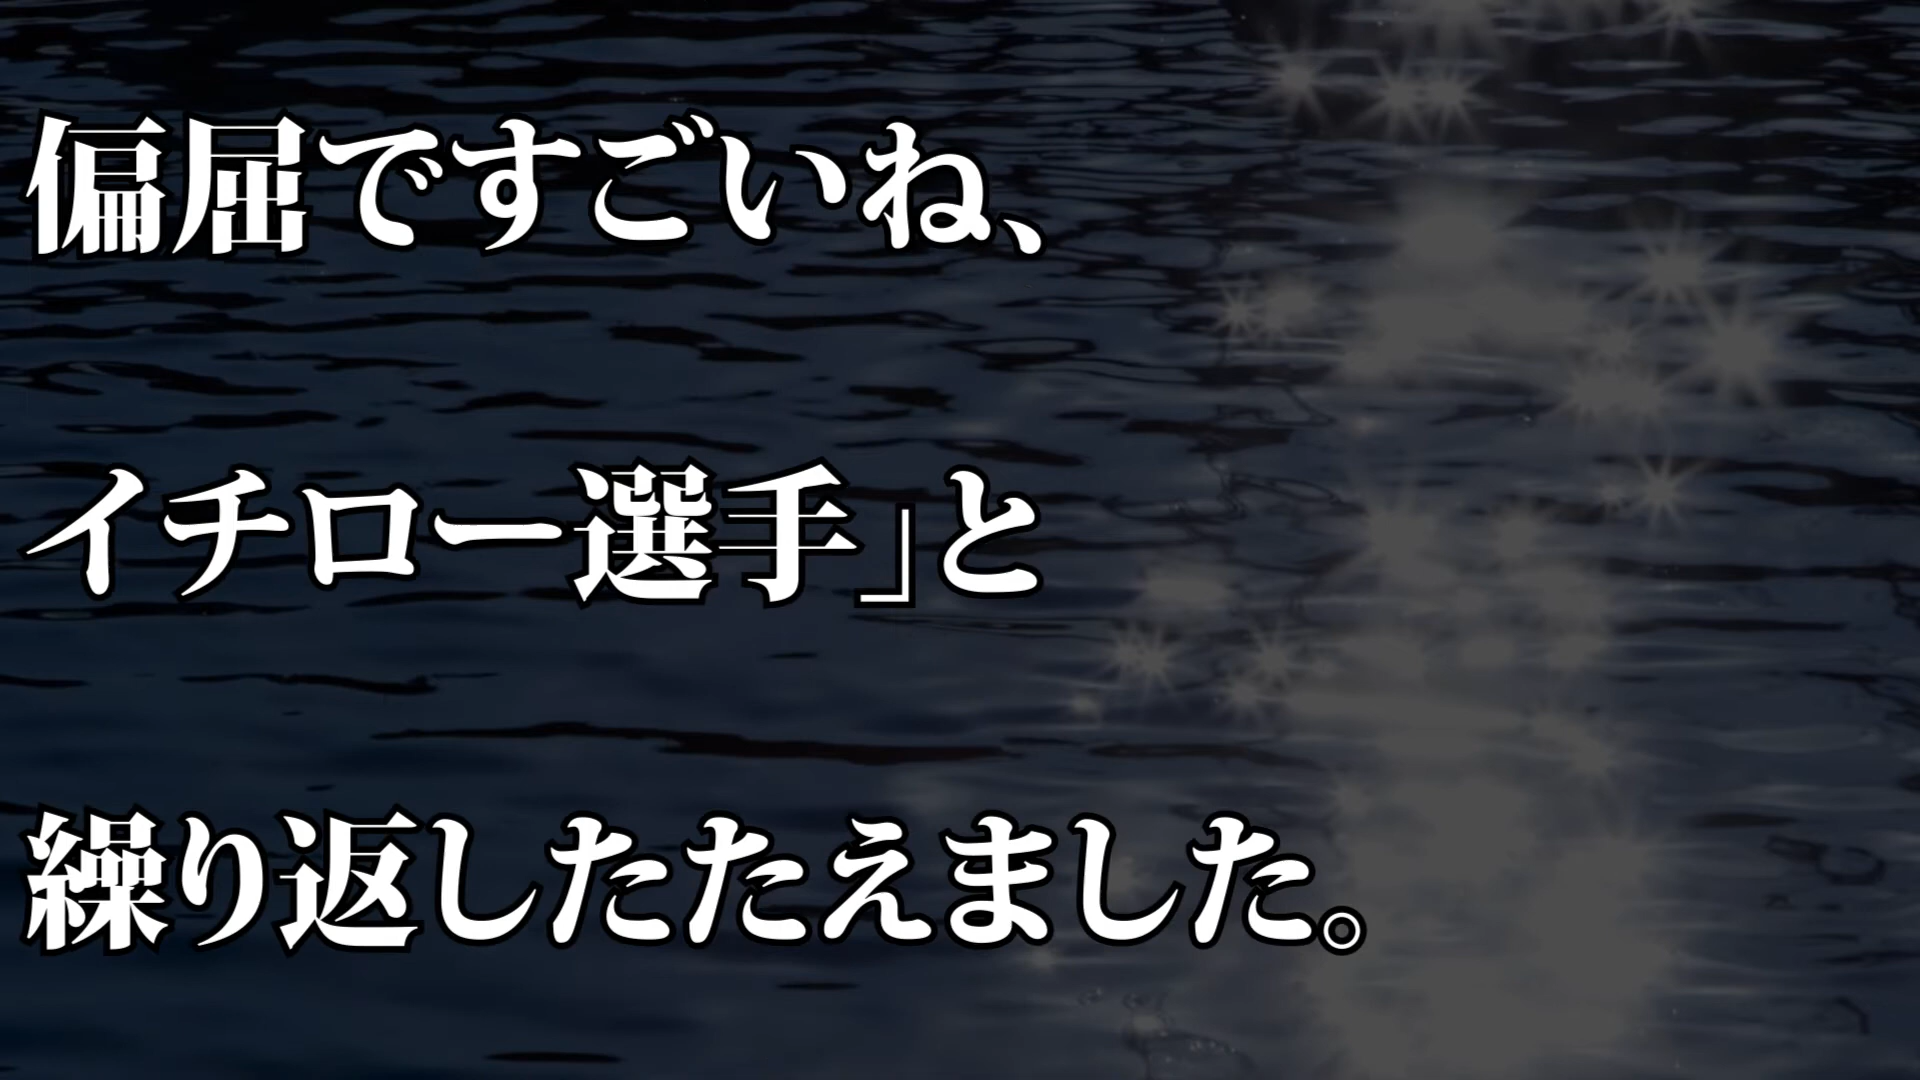 偏屈ですごいね、
イチロー選手」と
繰り返したたえました。